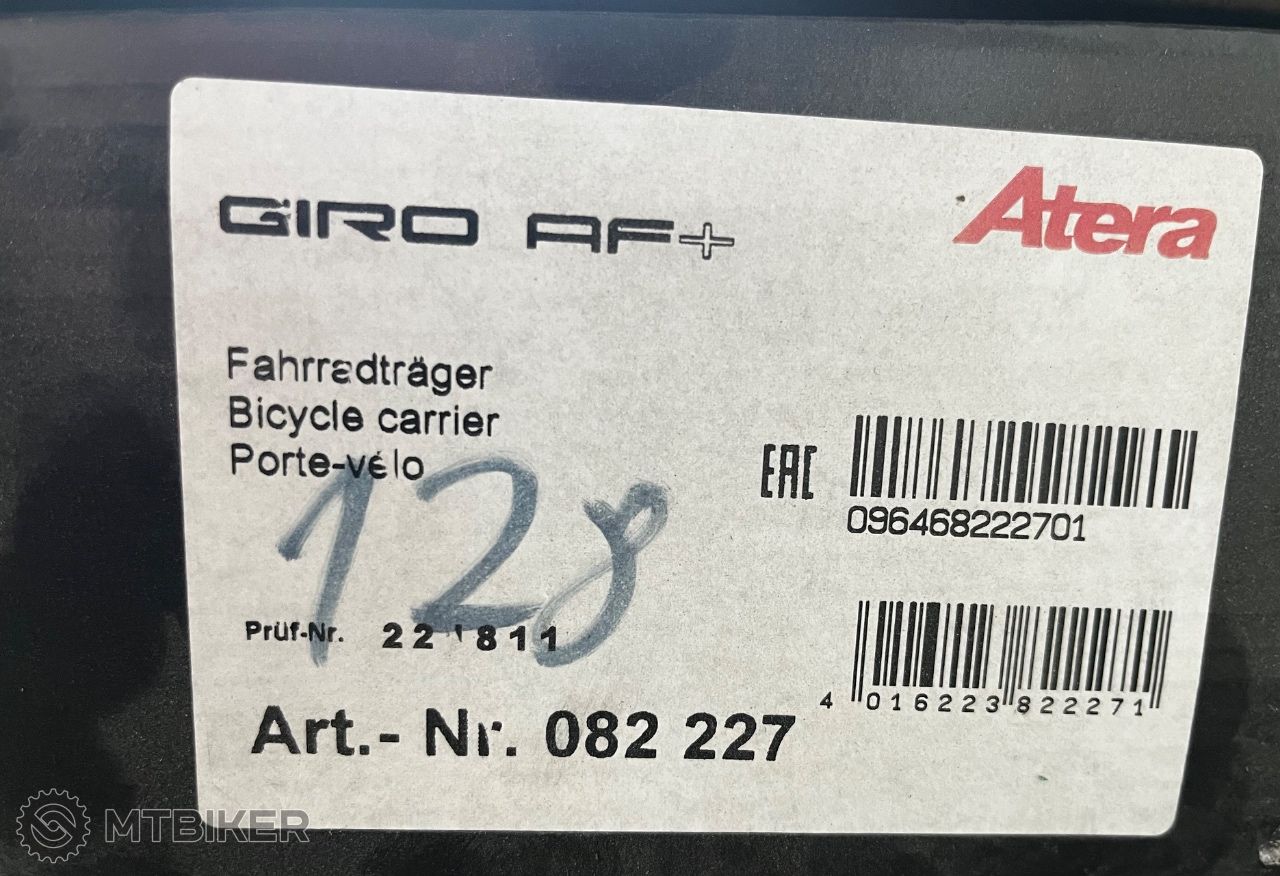 GIRO AF+
Atera
Fahrradträger
Bicycle carrier
Porte-vélo
128
EAC
096468222701
Prüf-Nr.
4 016223 822271
Art.- Nr. 082 227
MTBIKER